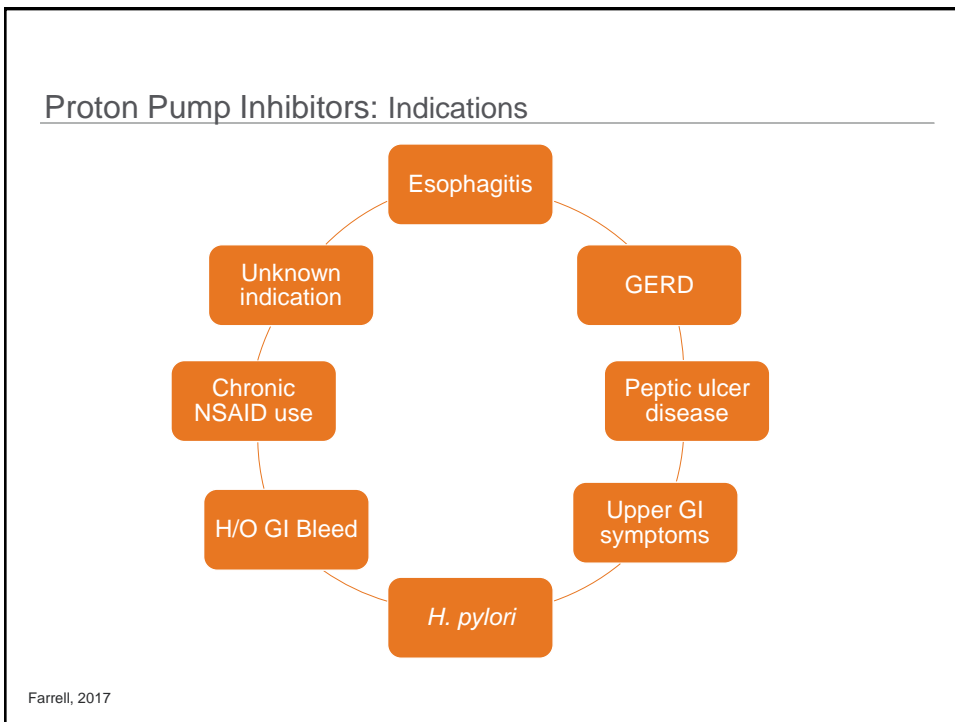 Proton Pump Inhibitors: Indications
Esophagitis
GERD
Peptic ulcer
disease
Upper GI
symptoms
H. pylori
H/O GI Bleed
Chronic
NSAID use
Unknown
indication
Farrell, 2017